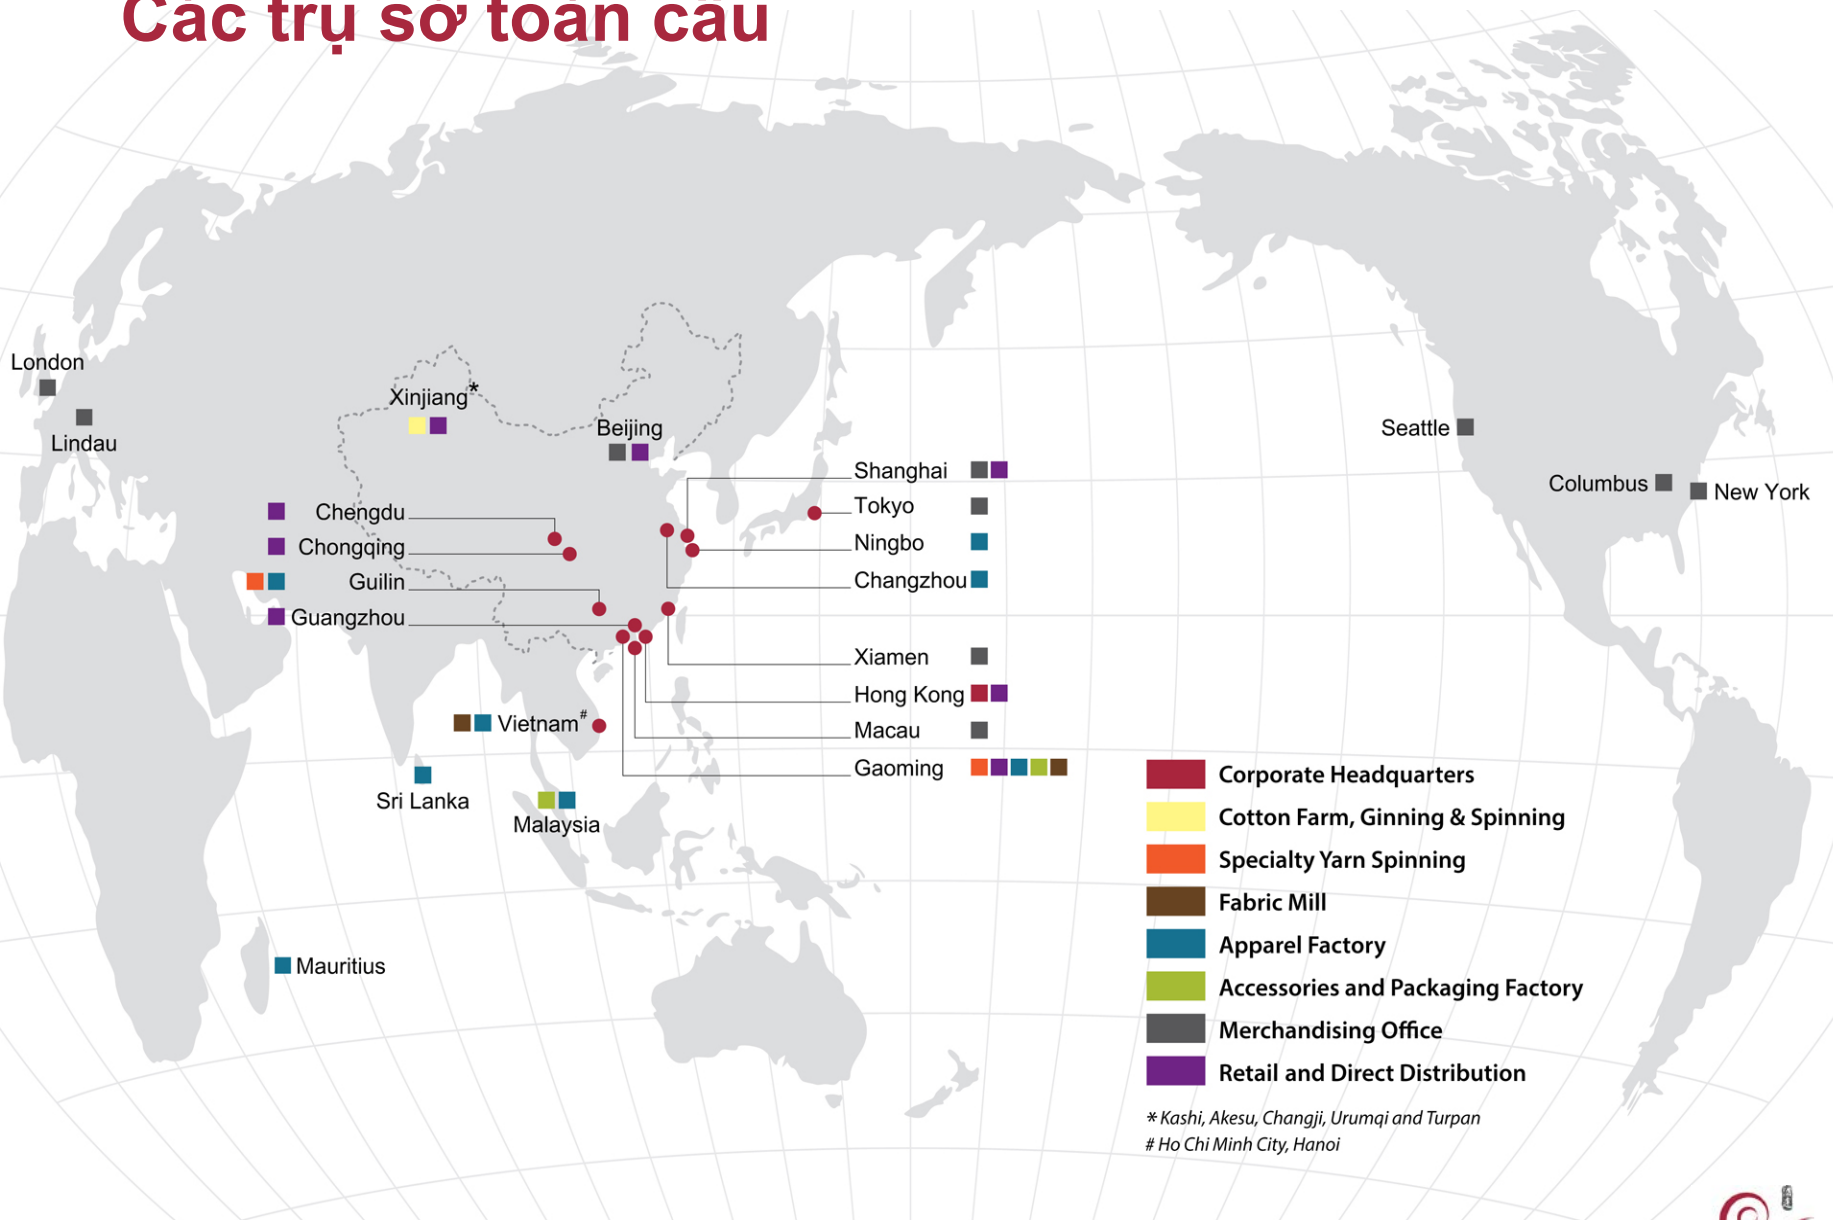 Các trụ sở toàn cầu
London
Lindau
Xinjiang*
Beijing
Seattle
Columbus
New York
Chengdu
Chongqing
Guilin
Guangzhou
Shanghai
Tokyo
Ningbo
Changzhou
Xiamen
Hong Kong
Macau
Gaoming
Vietnam#
Sri Lanka
Malaysia
Mauritius
Corporate Headquarters
Cotton Farm, Ginning & Spinning
Specialty Yarn Spinning
Fabric Mill
Apparel Factory
Accessories and Packaging Factory
Merchandising Office
Retail and Direct Distribution
* Kashi, Akesu, Changji, Urumqi and Turpan
# Ho Chi Minh City, Hanoi